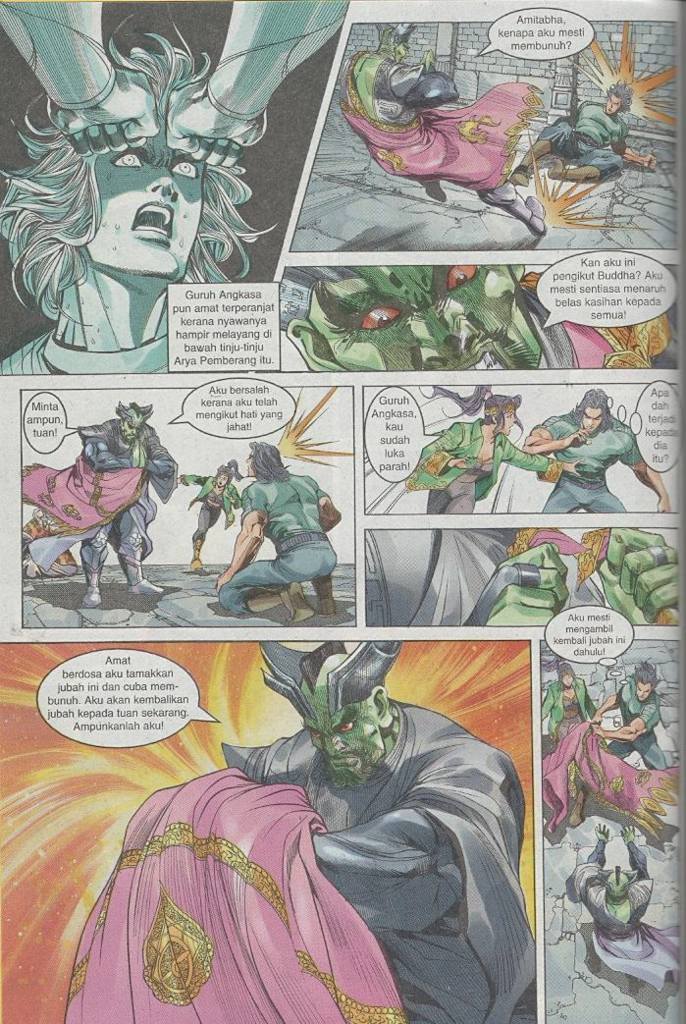 Guruh Angkasa
pun amat terperanjat
kerana nyawanya
hampir melayang di
bawah tinju-tinju
Arya Pemberang itu.
Amitabha,
kenapa aku mesti
membunuh?
Kan aku ini
pengikut Buddha? Aku
mesti sentiasa menaruh
belas kasihan kepada
semua!
Minta
ampun,
tuan!
Aku bersalah
kerana aku telah
mengikut hati yang
jahat!
Guruh
Angkasa,
kau
sudah
luka
parah!
Apa
dah
terjadi
kepada
dia
itu?
Amat
berdosa aku tamakkan
jubah ini dan cuba mem-
bunuh. Aku akan kembalikan
jubah kepada tuan sekarang.
Ampunkanlah aku!
Aku mesti
mengambil
kembali jubah ini
dahulu!